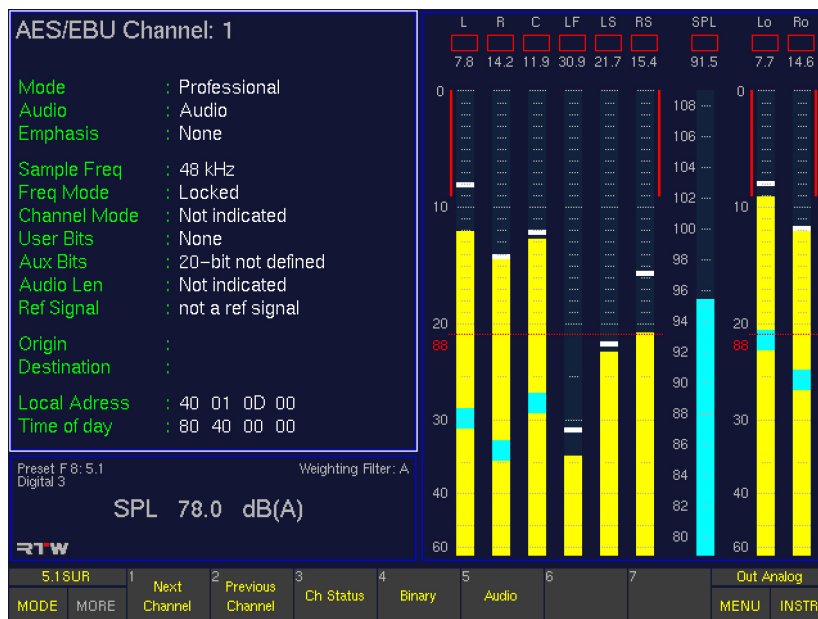 AES/EBU Channel: 1
Mode : Professional
Audio : Audio
Emphasis : None
Sample Freq : 48 kHz
Freq Mode : Locked
Channel Mode : Not indicated
User Bits : None
Aux Bits : 20-bit not defined
Audio Len : Not indicated
Ref Signal : not a ref signal
Origin :
Destination :
Local Adress : 40 01 0D 00
Time of day : 80 40 00 00
Preset F 8: 5.1 Weighting Filter: A
Digital 3
SPL 78.0 dB(A)
RTW
L R C LF LS RS SPL Lo Ro
7.8 14.2 11.9 30.9 21.7 15.4 91.5 7.7 14.6
0 0
108
106
104
102
10 10
100
98
96
94
20 20
88 88
92
90
88
30 30
86
84
40 40
82
80
60 60
5.1SUR 1 Next Channel 2 Previous Channel 3 Ch Status 4 Binary 5 Audio 6 7 Out Analog
MODE MORE MENU INSTR